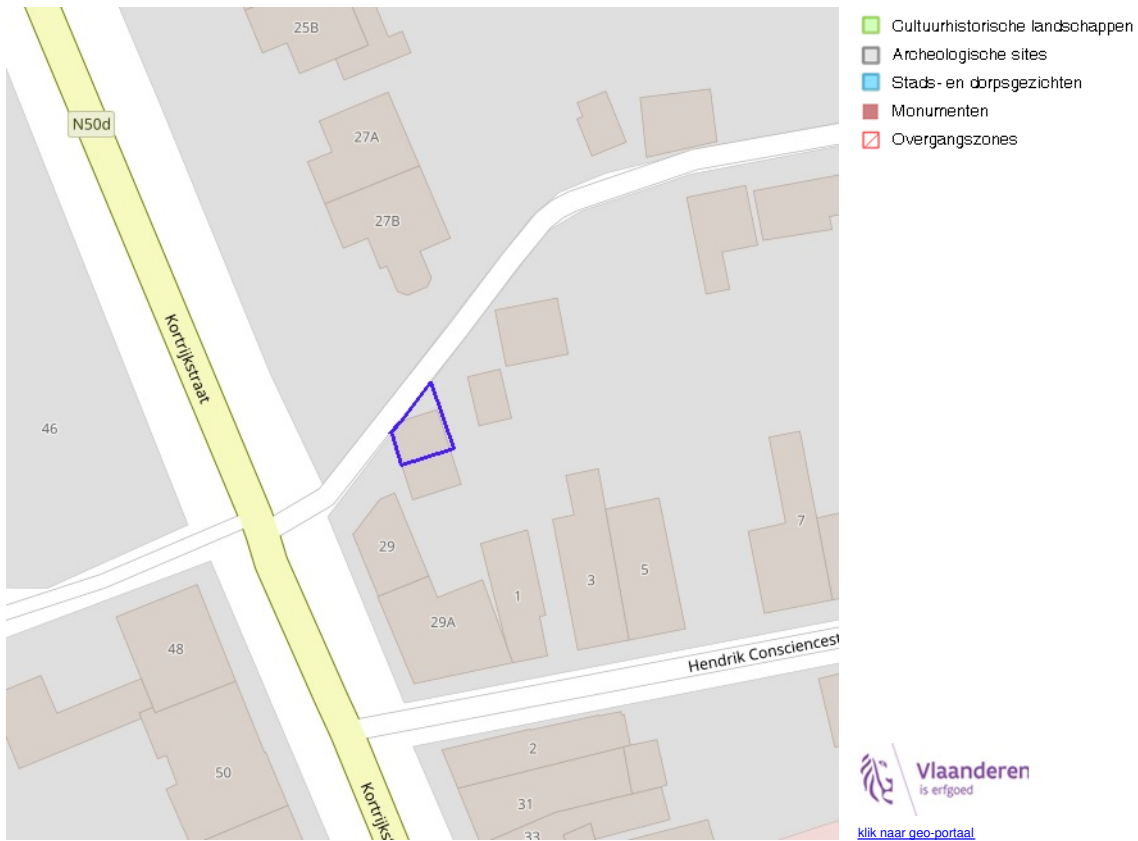 25B
N50d
27A
27B
Kortrijkstraat
46
29
29A
1
3
5
7
48
50
Hendrik Consciencest
2
31
33
Kortrijks
Cultuurhistorische landschappen
Archeologische sites
Stads- en dorpsgezichten
Monumenten
Overgangszones
Vlaanderen
is erfgoed
klik naar geo-portaal